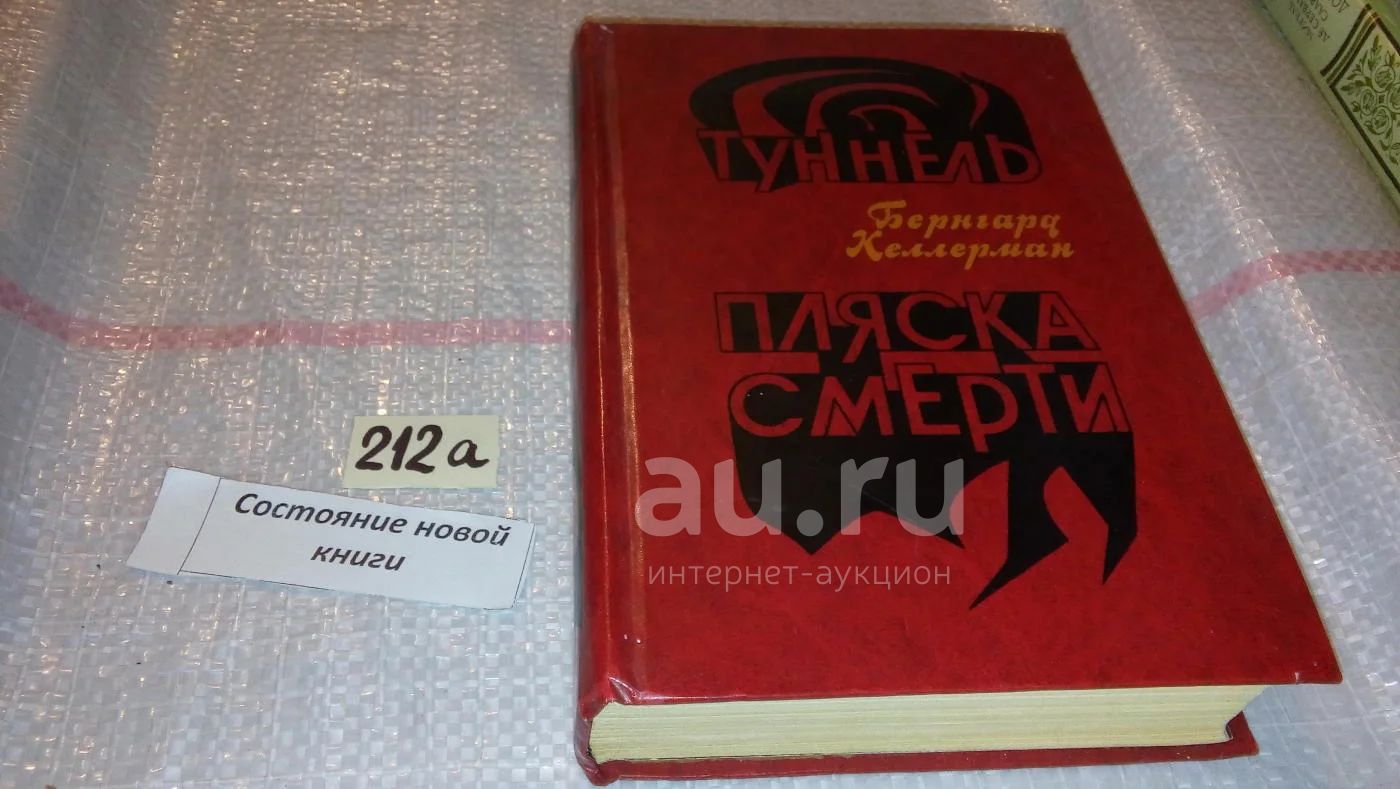 ТУННЕЛЬ
Бернгард
Келлерман
ПЛЯСКА
СМЕРТИ
212а
Состояние новой
книги
au.ru
интернет-аукцион